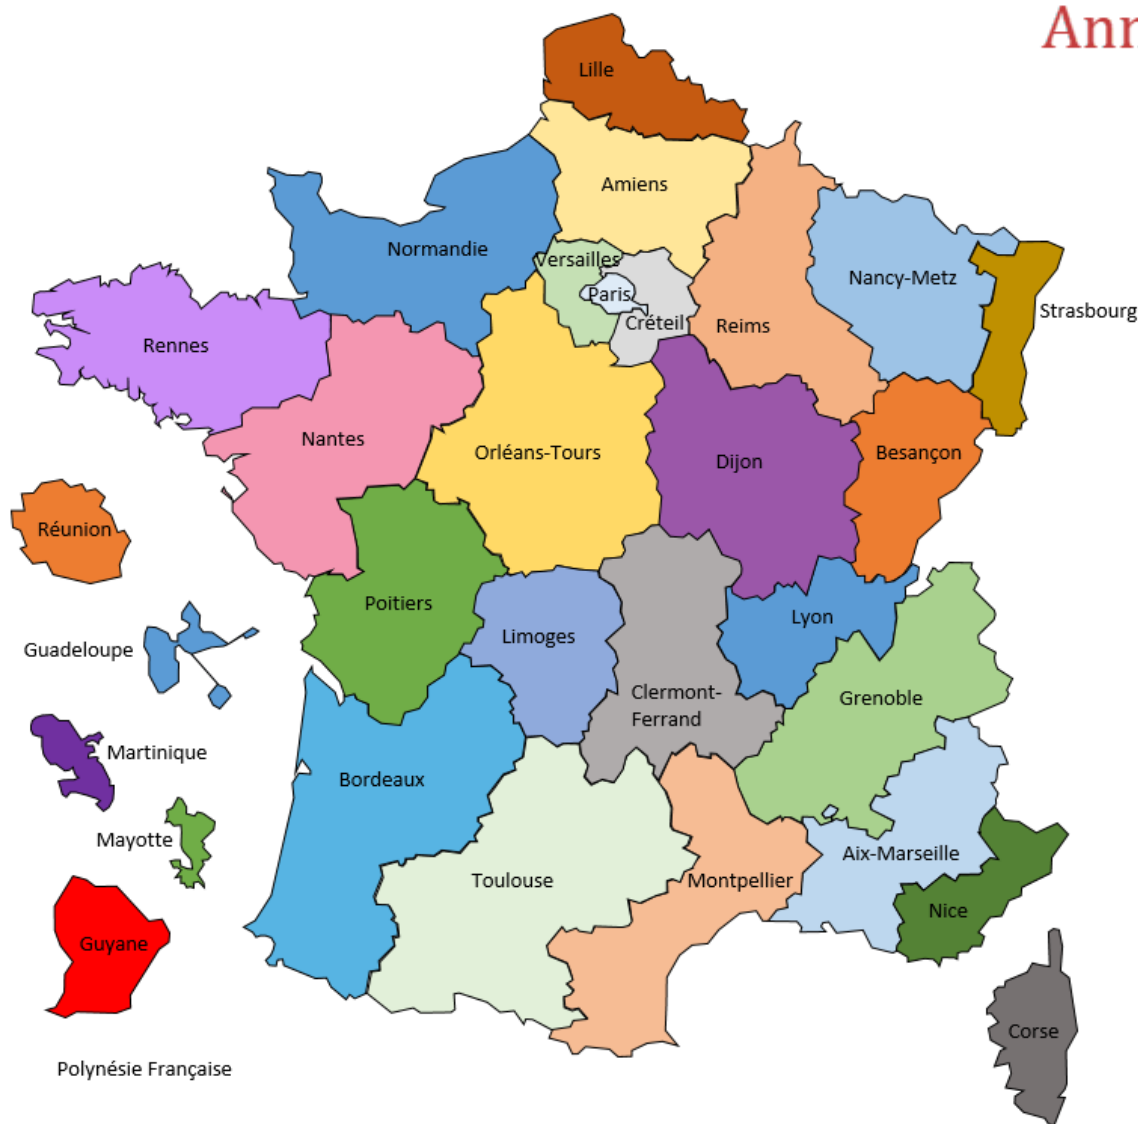 Ann
Lille
Amiens
Normandie
Versailles
Paris
Créteil
Reims
Nancy-Metz
Strasbourg
Rennes
Nantes
Orléans-Tours
Dijon
Besançon
Réunion
Poitiers
Limoges
Lyon
Guadeloupe
Clermont-
Ferrand
Grenoble
Martinique
Bordeaux
Mayotte
Aix-Marseille
Toulouse
Montpellier
Nice
Guyane
Corse
Polynésie Française